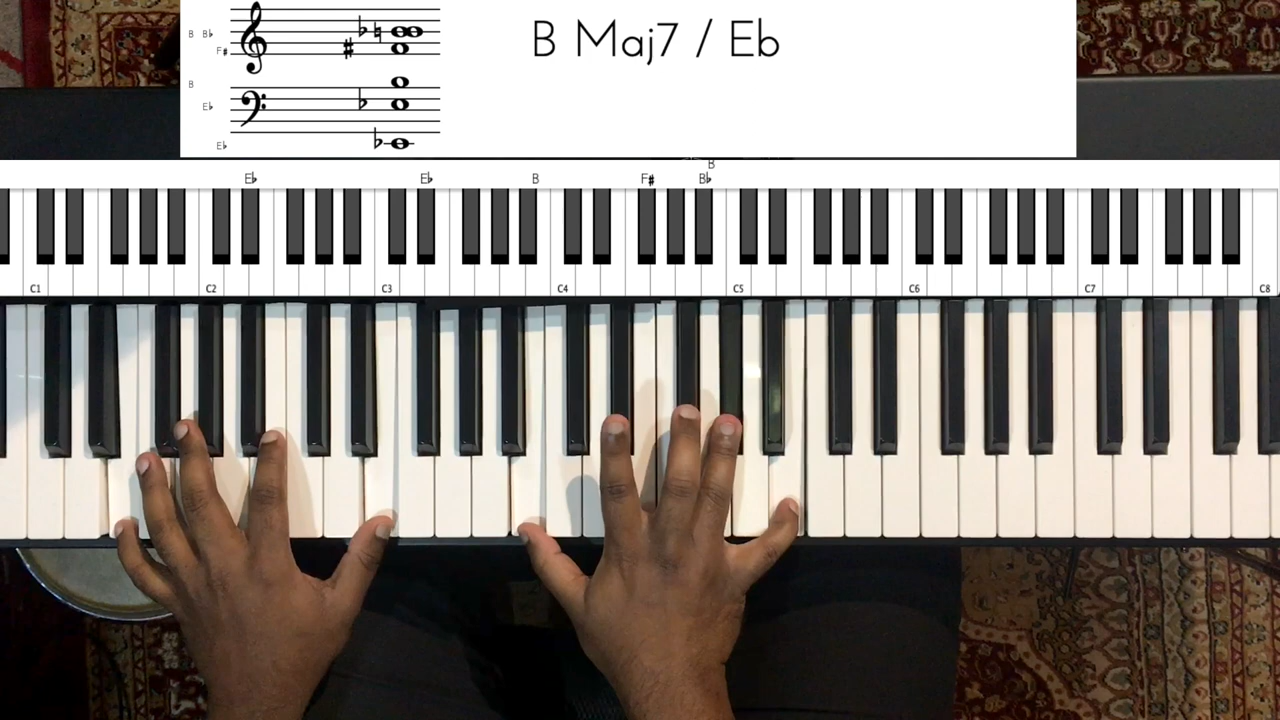 B Maj7 / Eb
B B♭
F#
B
E♭
E♭
B
E♭ E♭ B F# B♭
C1 C2 C3 C4 C5 C6 C7 C8